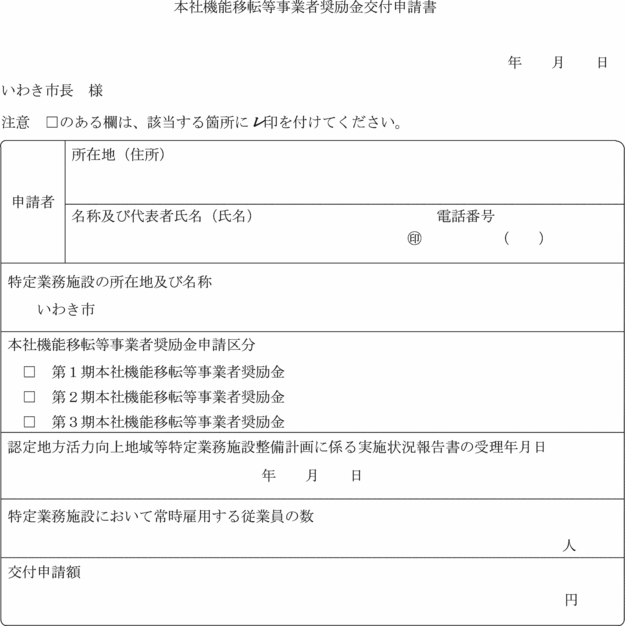 本社機能移転等事業者奨励金交付申請書
年　　月　　日
いわき市長　様
注意　□のある欄は、該当する箇所に✓印を付けてください。
申請者
所在地（住所）
名称及び代表者氏名（氏名）　電話番号
㊞　（　　）
特定業務施設の所在地及び名称
いわき市
本社機能移転等事業者奨励金申請区分
□　第１期本社機能移転等事業者奨励金
□　第２期本社機能移転等事業者奨励金
□　第３期本社機能移転等事業者奨励金
認定地方活力向上地域等特定業務施設整備計画に係る実施状況報告書の受理年月日
年　　月　　日
特定業務施設において常時雇用する従業員の数
人
交付申請額
円